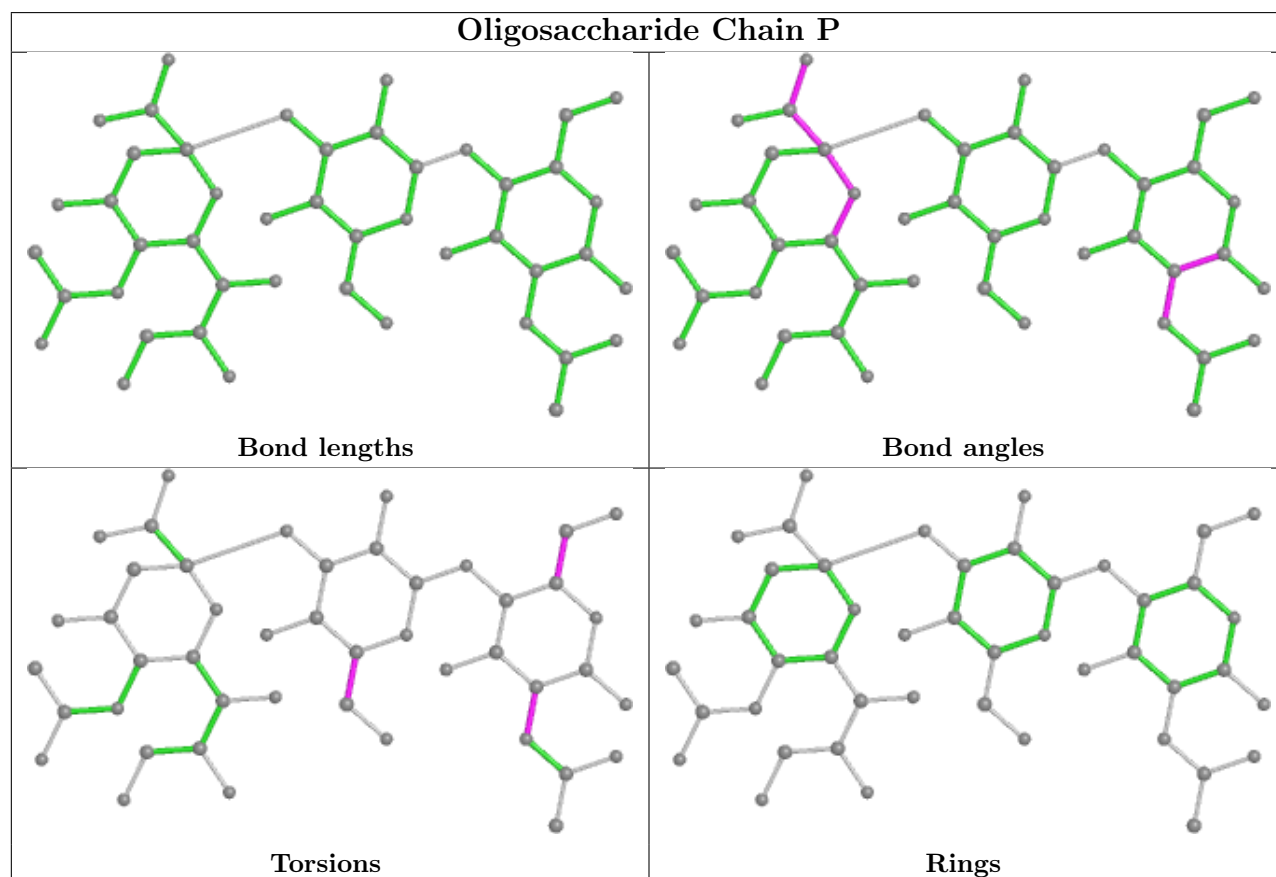 Oligosaccharide Chain P
Bond lengths
Bond angles
Torsions
Rings